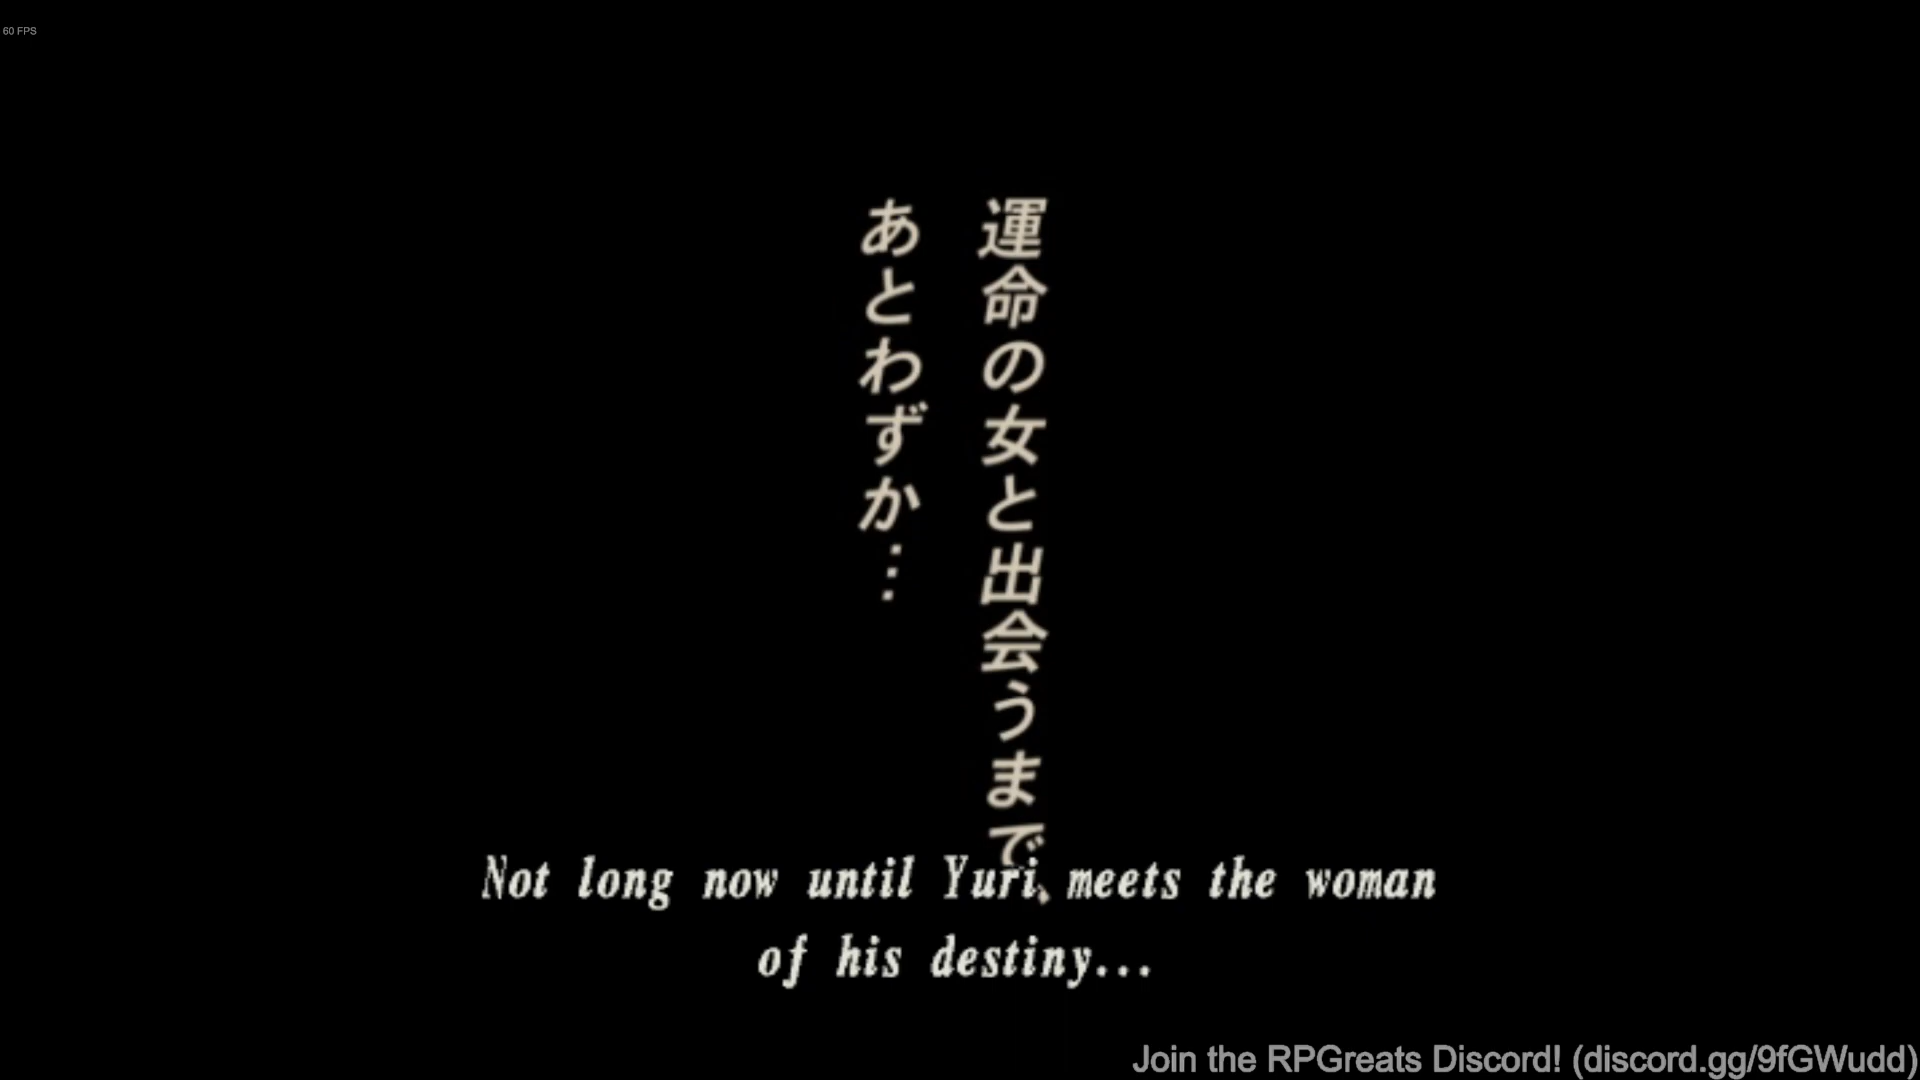 60 FPS
運命の女と出会うまで、
あとわずか…
Not long now until Yuri meets the woman
of his destiny...
Join the RPGreats Discord! (discord.gg/9fGWudd)